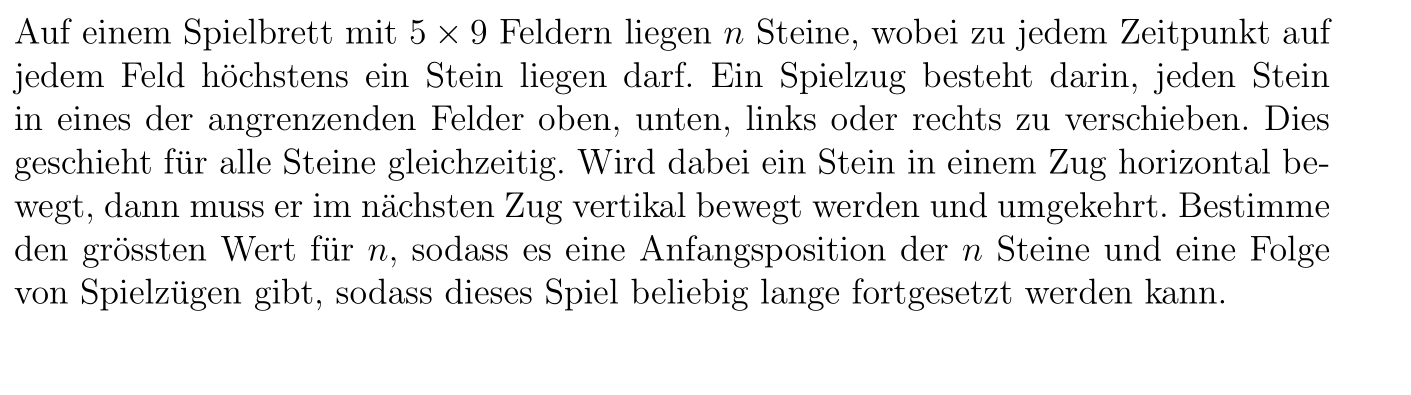 Auf einem Spielbrett mit 5 × 9 Feldern liegen n Steine, wobei zu jedem Zeitpunkt auf
jedem Feld höchstens ein Stein liegen darf. Ein Spielzug besteht darin, jeden Stein
in eines der angrenzenden Felder oben, unten, links oder rechts zu verschieben. Dies
geschieht für alle Steine gleichzeitig. Wird dabei ein Stein in einem Zug horizontal be-
wegt, dann muss er im nächsten Zug vertikal bewegt werden und umgekehrt. Bestimme
den grössten Wert für n, sodass es eine Anfangsposition der n Steine und eine Folge
von Spielzügen gibt, sodass dieses Spiel beliebig lange fortgesetzt werden kann.